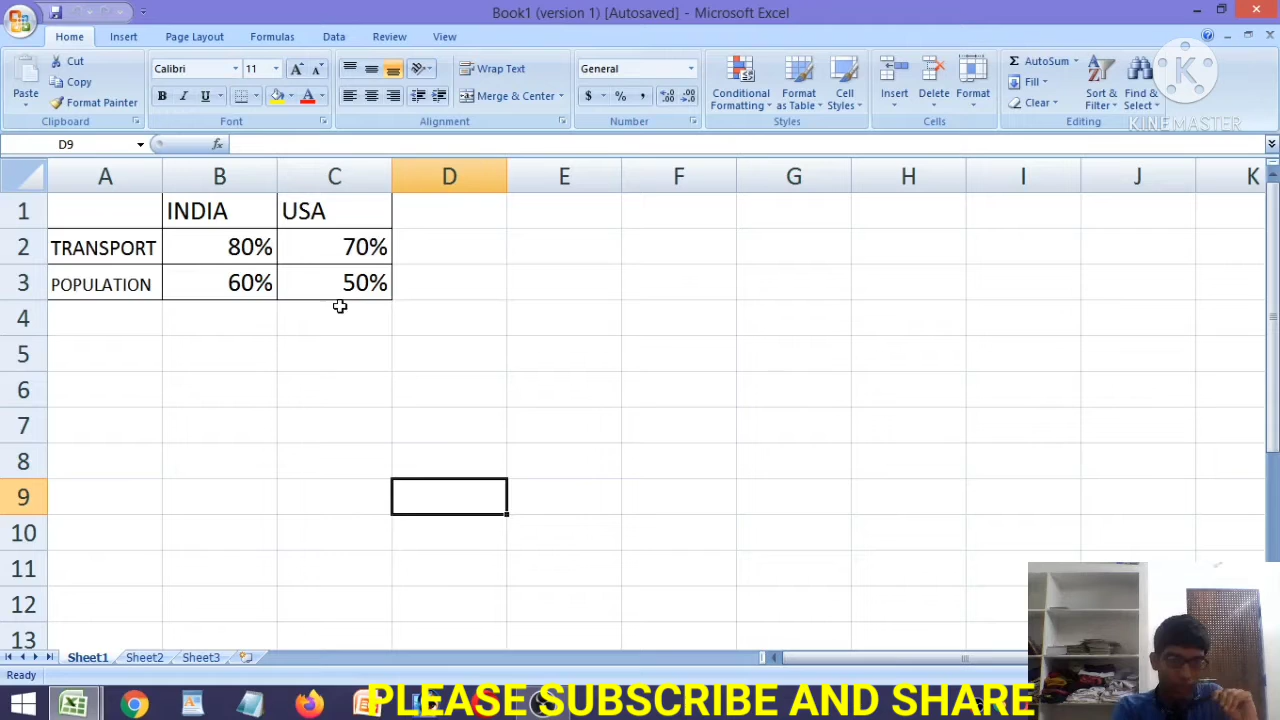 Book1 (version 1) [Autosaved] - Microsoft Excel
Home Insert Page Layout Formulas Data Review View
Paste
Cut
Copy
Format Painter
Clipboard
Calibri 11
B I U A
Font
Wrap Text
Merge & Center
Alignment
General
$ % ,
Number
Conditional Formatting
Format as Table
Cell Styles
Styles
Insert Delete Format
Cells
Σ AutoSum
Fill
Clear
Sort & Filter
Find & Select
Editing
K
KINEMASTER
D9 fx
A B C D E F G H I J K
1 INDIA USA
2 TRANSPORT 80% 70%
3 POPULATION 60% 50%
4
5
6
7
8
9
10
11
12
13
Sheet1 Sheet2 Sheet3
Ready
PLEASE SUBSCRIBE AND SHARE